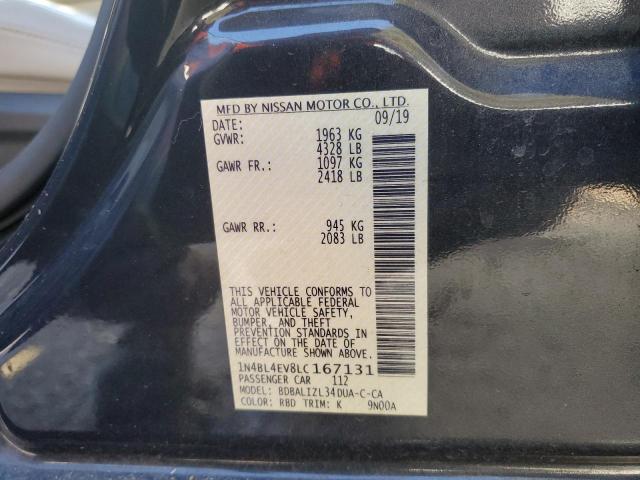 MFD BY NISSAN MOTOR CO., LTD.
DATE: 09/19
GVWR: 1963 KG
4328 LB
GAWR FR.: 1097 KG
2418 LB
GAWR RR.: 945 KG
2083 LB
THIS VEHICLE CONFORMS TO
ALL APPLICABLE FEDERAL
MOTOR VEHICLE SAFETY,
BUMPER, AND THEFT
PREVENTION STANDARDS IN
EFFECT ON THE DATE OF
MANUFACTURE SHOWN ABOVE.
1N4BL4EV8LC167131
PASSENGER CAR 112
MODEL: BDBALIZL34DUA-C-CA
COLOR: RBD TRIM: K 9N00A